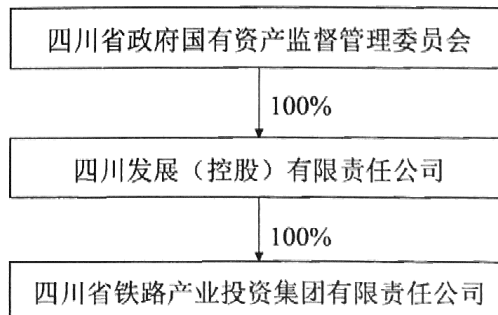 四川省政府国有资产监督管理委员会
100%
四川发展（控股）有限责任公司
100%
四川省铁路产业投资集团有限责任公司